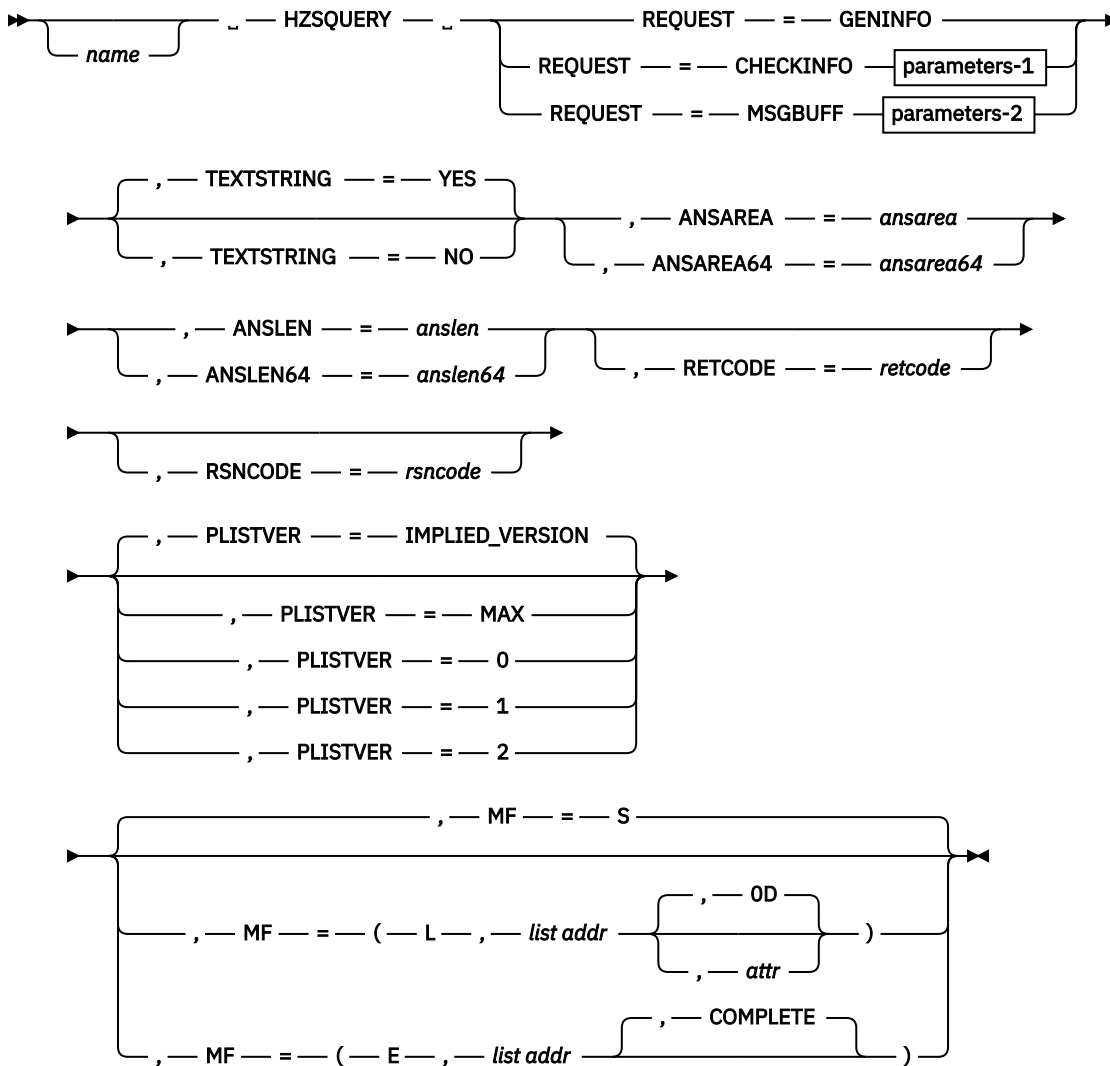 ␣ HZSQUERY ␣ REQUEST = GENINFO
name
REQUEST = CHECKINFO parameters-1
REQUEST = MSGBUFF parameters-2
, TEXTSTRING = YES
, TEXTSTRING = NO
, ANSAREA = ansarea
, ANSAREA64 = ansarea64
, ANSLEN = anslen
, ANSLEN64 = anslen64
, RETCODE = retcode
, RSNCODE = rsncode
, PLISTVER = IMPLIED_VERSION
, PLISTVER = MAX
, PLISTVER = 0
, PLISTVER = 1
, PLISTVER = 2
, MF = S
, 0D
, MF = ( L , list addr )
, attr
, COMPLETE
, MF = ( E , list addr )